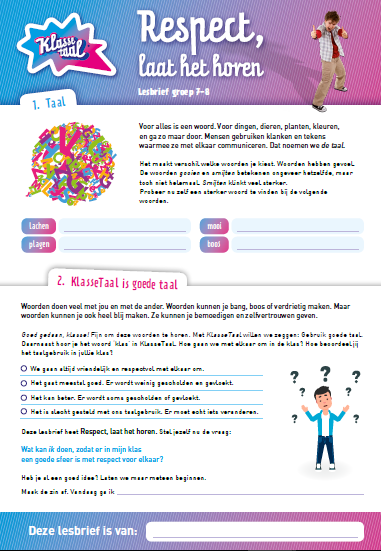 Klasse
Taal
Respect,
laat het horen
Lesbrief groep 7-8
1. Taal
Voor alles is een woord. Voor dingen, dieren, planten, kleuren,
en ga zo maar door. Mensen gebruiken klanken en tekens
waarmee ze met elkaar communiceren. Dat noemen we de taal.
Het maakt verschil welke woorden je kiest. Woorden hebben gevoel.
De woorden gooien en smijten betekenen ongeveer hetzelfde, maar
toch niet helemaal. Smijten klinkt veel sterker.
Probeer nu zelf een sterker woord te vinden bij de volgende
woorden.
lachen
mooi
plagen
boos
2. KlasseTaal is goede taal
Woorden doen veel met jou en met de ander. Woorden kunnen je bang, boos of verdrietig maken. Maar
woorden kunnen je ook heel blij maken. Ze kunnen je bemoedigen en zelfvertrouwen geven.
Goed gedaan, klasse! Fijn om deze woorden te horen. Met KlasseTaal willen we zeggen: Gebruik goede taal.
Daarnaast hoor je het woord 'klas' in KlasseTaal. Hoe gaan we met elkaar om in de klas? Hoe beoordeel jij
het taalgebruik in jullie klas?
We gaan altijd vriendelijk en respectvol met elkaar om.
Het gaat meestal goed. Er wordt weinig gescholden en gevloekt.
Het kan beter. Er wordt soms gescholden of gevloekt.
Het is slecht gesteld met ons taalgebruik. Er moet echt iets veranderen.
Deze lesbrief heet Respect, laat het horen. Stel jezelf nu de vraag:
Wat kan ik doen, zodat er in mijn klas
een goede sfeer is met respect voor elkaar?
Heb je al een goed idee? Laten we maar meteen beginnen.
Maak de zin af. Vandaag ga ik
? ? ? ? ?
Deze lesbrief is van: